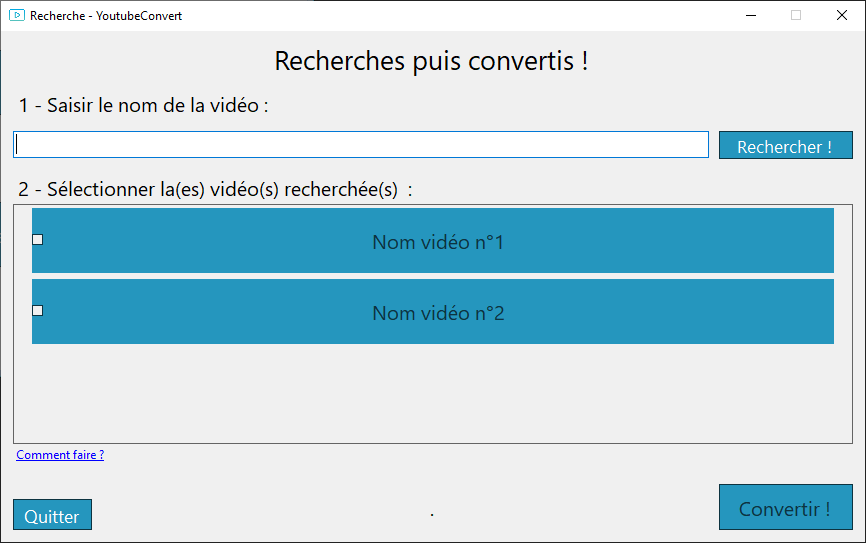 Recherche - YoutubeConvert
Recherches puis convertis !
1 - Saisir le nom de la vidéo :
Rechercher !
2 - Sélectionner la(es) vidéo(s) recherchée(s) :
Nom vidéo n°1
Nom vidéo n°2
Comment faire ?
Quitter
.
Convertir !